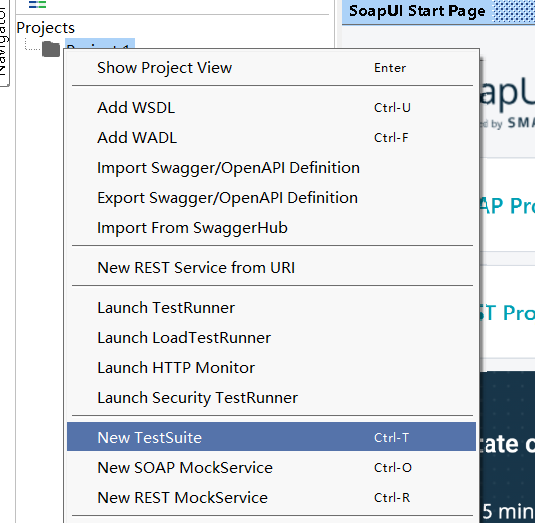 SoapUI Start Page
Navigator
Projects
Project 1
Show Project View Enter
Add WSDL Ctrl-U
Add WADL Ctrl-F
Import Swagger/OpenAPI Definition
Export Swagger/OpenAPI Definition
Import From SwaggerHub
New REST Service from URI
Launch TestRunner
Launch LoadTestRunner
Launch HTTP Monitor
Launch Security TestRunner
New TestSuite Ctrl-T
New SOAP MockService Ctrl-O
New REST MockService Ctrl-R
apU
ed by SMA
AP Pro
ST Pro
ate o
5 min